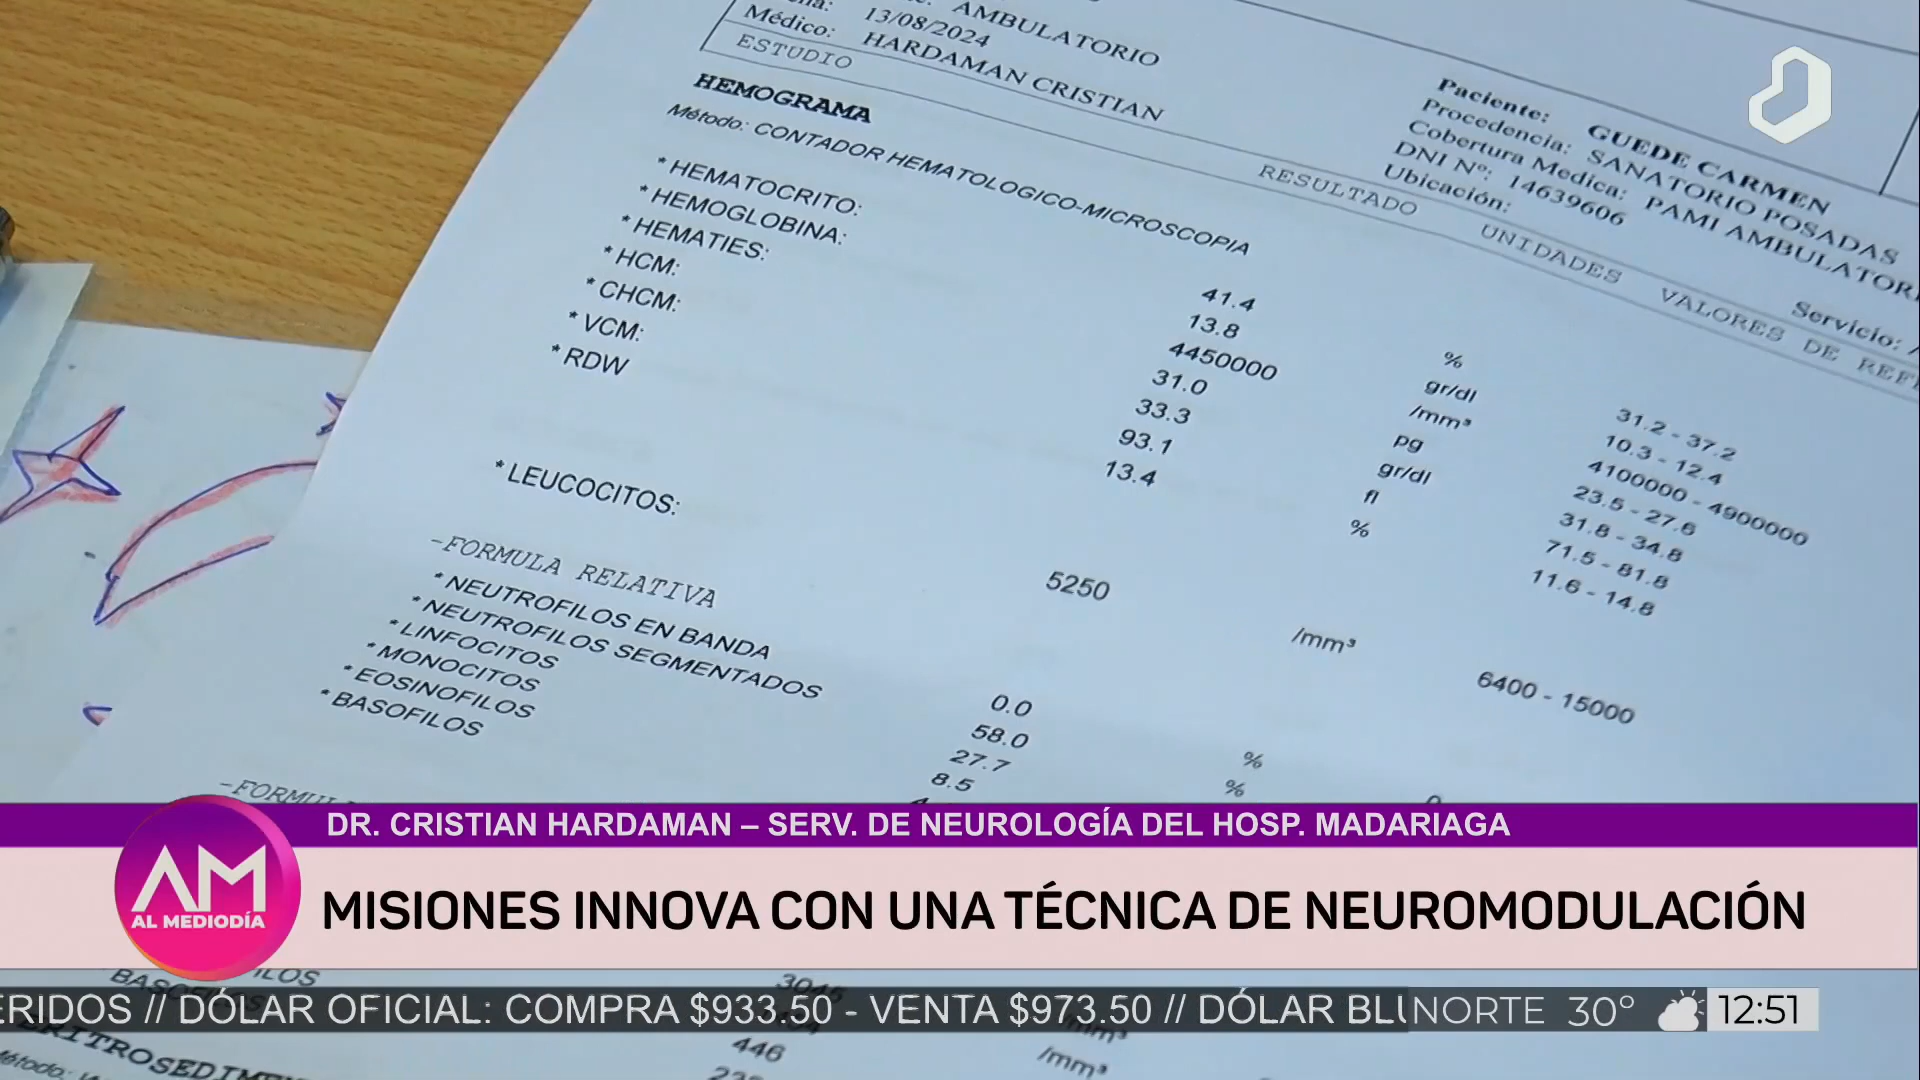 AMBULATORIO
13/08/2024
Médico: HARDAMAN CRISTIAN
ESTUDIO RESULTADO UNIDADES VALORES DE REF
Paciente: GUEDE CARMEN
Procedencia: SANATORIO POSADAS
Cobertura Medica: PAMI AMBULATORI
DNI Nº: 14639606
Ubicación:
Servicio:
HEMOGRAMA
Método: CONTADOR HEMATOLOGICO-MICROSCOPIA
* HEMATOCRITO: 41.4 % 31.2 - 37.2
* HEMOGLOBINA: 13.8 gr/dl 10.3 - 12.4
* HEMATIES: 4450000 /mm³ 4100000 - 4900000
* HCM: 31.0 pg 23.5 - 27.6
* CHCM: 33.3 gr/dl 31.8 - 34.8
* VCM: 93.1 fl 71.5 - 81.8
* RDW 13.4 % 11.6 - 14.8
* LEUCOCITOS: 5250 /mm³ 6400 - 15000
-FORMULA RELATIVA
* NEUTROFILOS EN BANDA 0.0 %
* NEUTROFILOS SEGMENTADOS 58.0 %
* LINFOCITOS 27.7
* MONOCITOS 8.5
* EOSINOFILOS
* BASOFILOS
DR. CRISTIAN HARDAMAN – SERV. DE NEUROLOGÍA DEL HOSP. MADARIAGA
AM
AL MEDIODÍA
MISIONES INNOVA CON UNA TÉCNICA DE NEUROMODULACIÓN
ERIDOS // DÓLAR OFICIAL: COMPRA $933.50 - VENTA $973.50 // DÓLAR BLU
NORTE 30° 12:51
446 /mm³